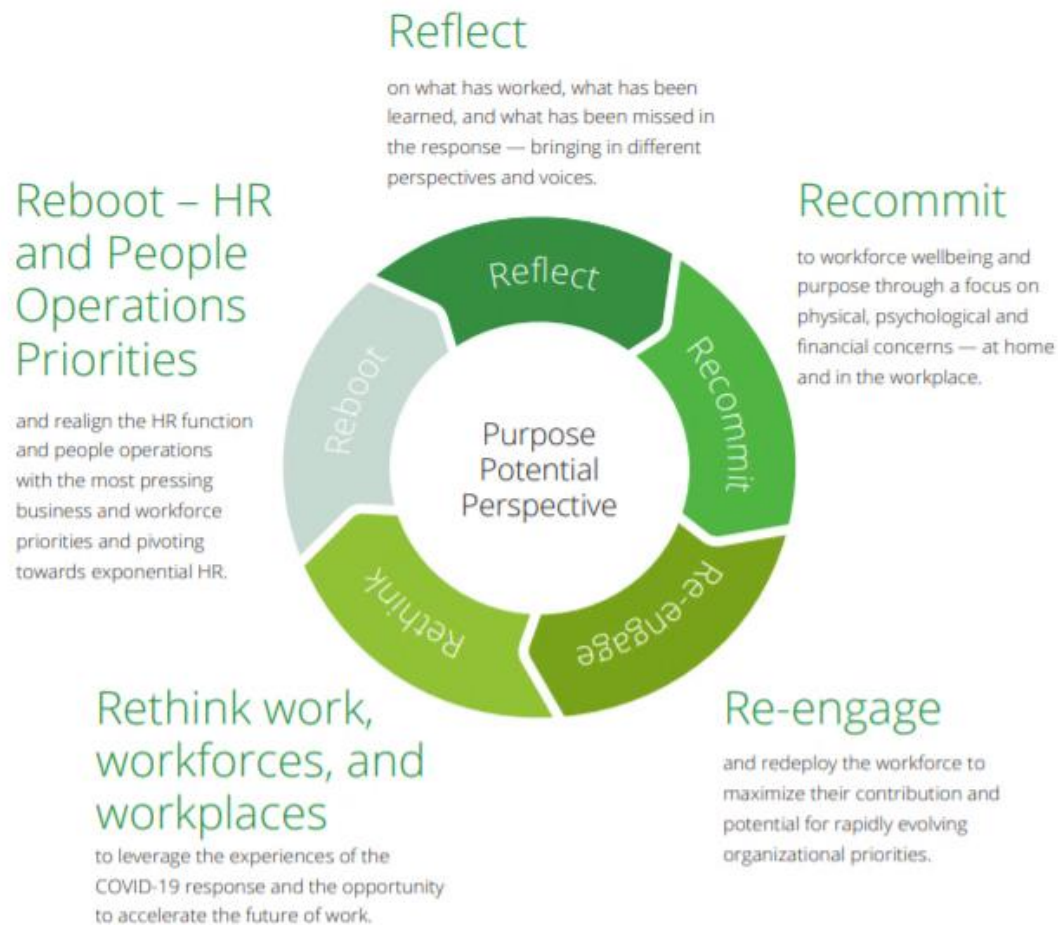 Reflect
on what has worked, what has been
learned, and what has been missed in
the response — bringing in different
perspectives and voices.
Recommit
to workforce wellbeing and
purpose through a focus on
physical, psychological and
financial concerns — at home
and in the workplace.
Re-engage
and redeploy the workforce to
maximize their contribution and
potential for rapidly evolving
organizational priorities.
Rethink work,
workforces, and
workplaces
to leverage the experiences of the
COVID-19 response and the opportunity
to accelerate the future of work.
Reboot – HR
and People
Operations
Priorities
and realign the HR function
and people operations
with the most pressing
business and workforce
priorities and pivoting
towards exponential HR.
Reflect
Recommit
Re-engage
Rethink
Reboot
Purpose
Potential
Perspective